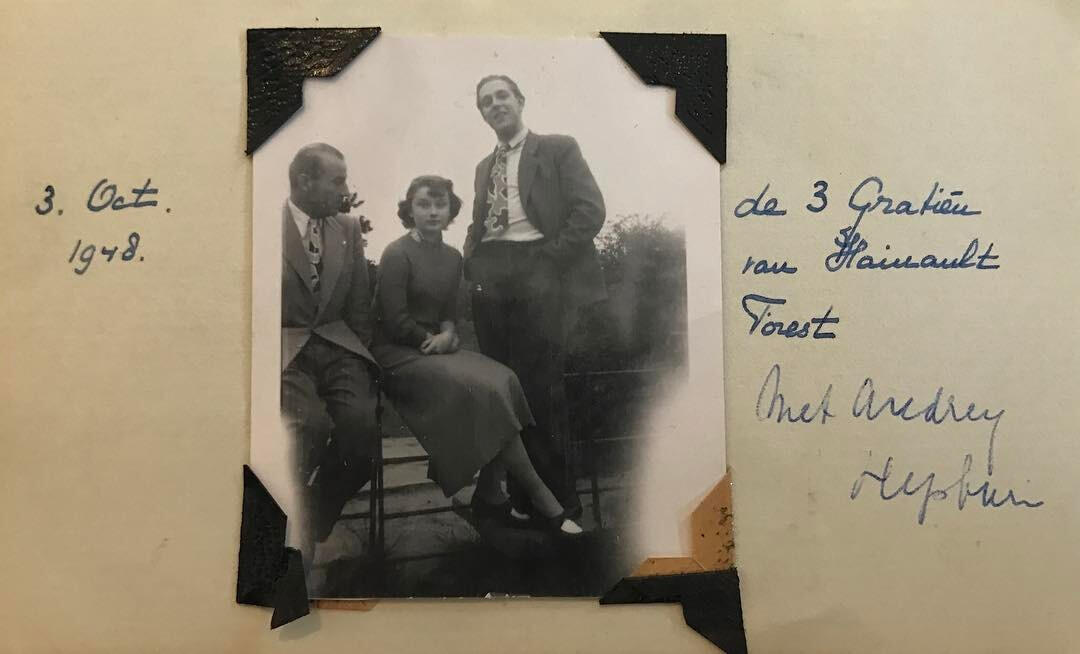 3. Oct.
1948.
de 3 Gratiën
van Hainault
Forest
Met Audrey
Hepburn